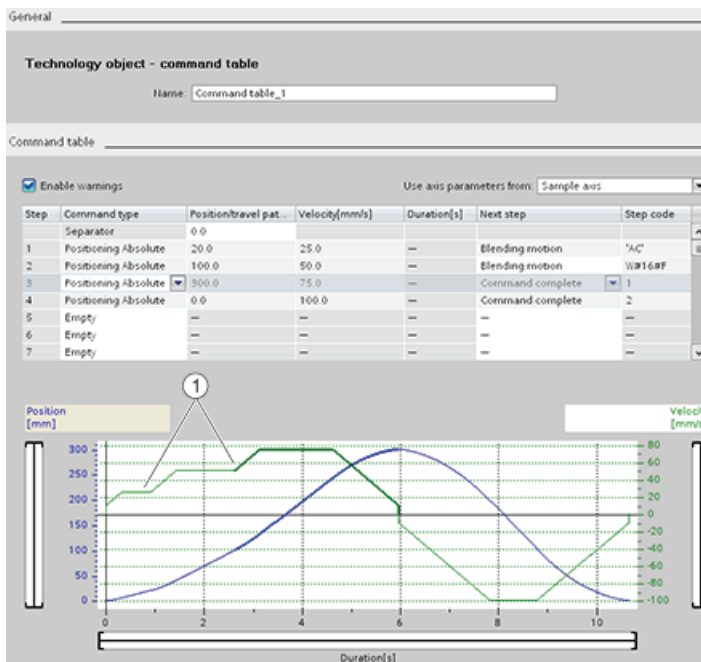 General
Technology object - command table
Name: Command table_1
Command table
Enable warnings Use axis parameters from: Sample axis
Step Command type Position/travel pat... Velocity[mm/s] Duration[s] Next step Step code
Separator 0.0
1 Positioning Absolute 20.0 25.0 — Blending motion 'AC'
2 Positioning Absolute 100.0 50.0 — Blending motion W#16#F
3 Positioning Absolute 300.0 75.0 — Command complete 1
4 Positioning Absolute 0.0 100.0 — Command complete 2
5 Empty — — — — —
6 Empty — — — — —
7 Empty — — — — —
1
Position Velocit
[mm] [mm/s
300 80
250 60
200 40
150 20
100 0
50 -20
0 -40
-60
-80
-100
0 2 4 6 8 10
Duration[s]